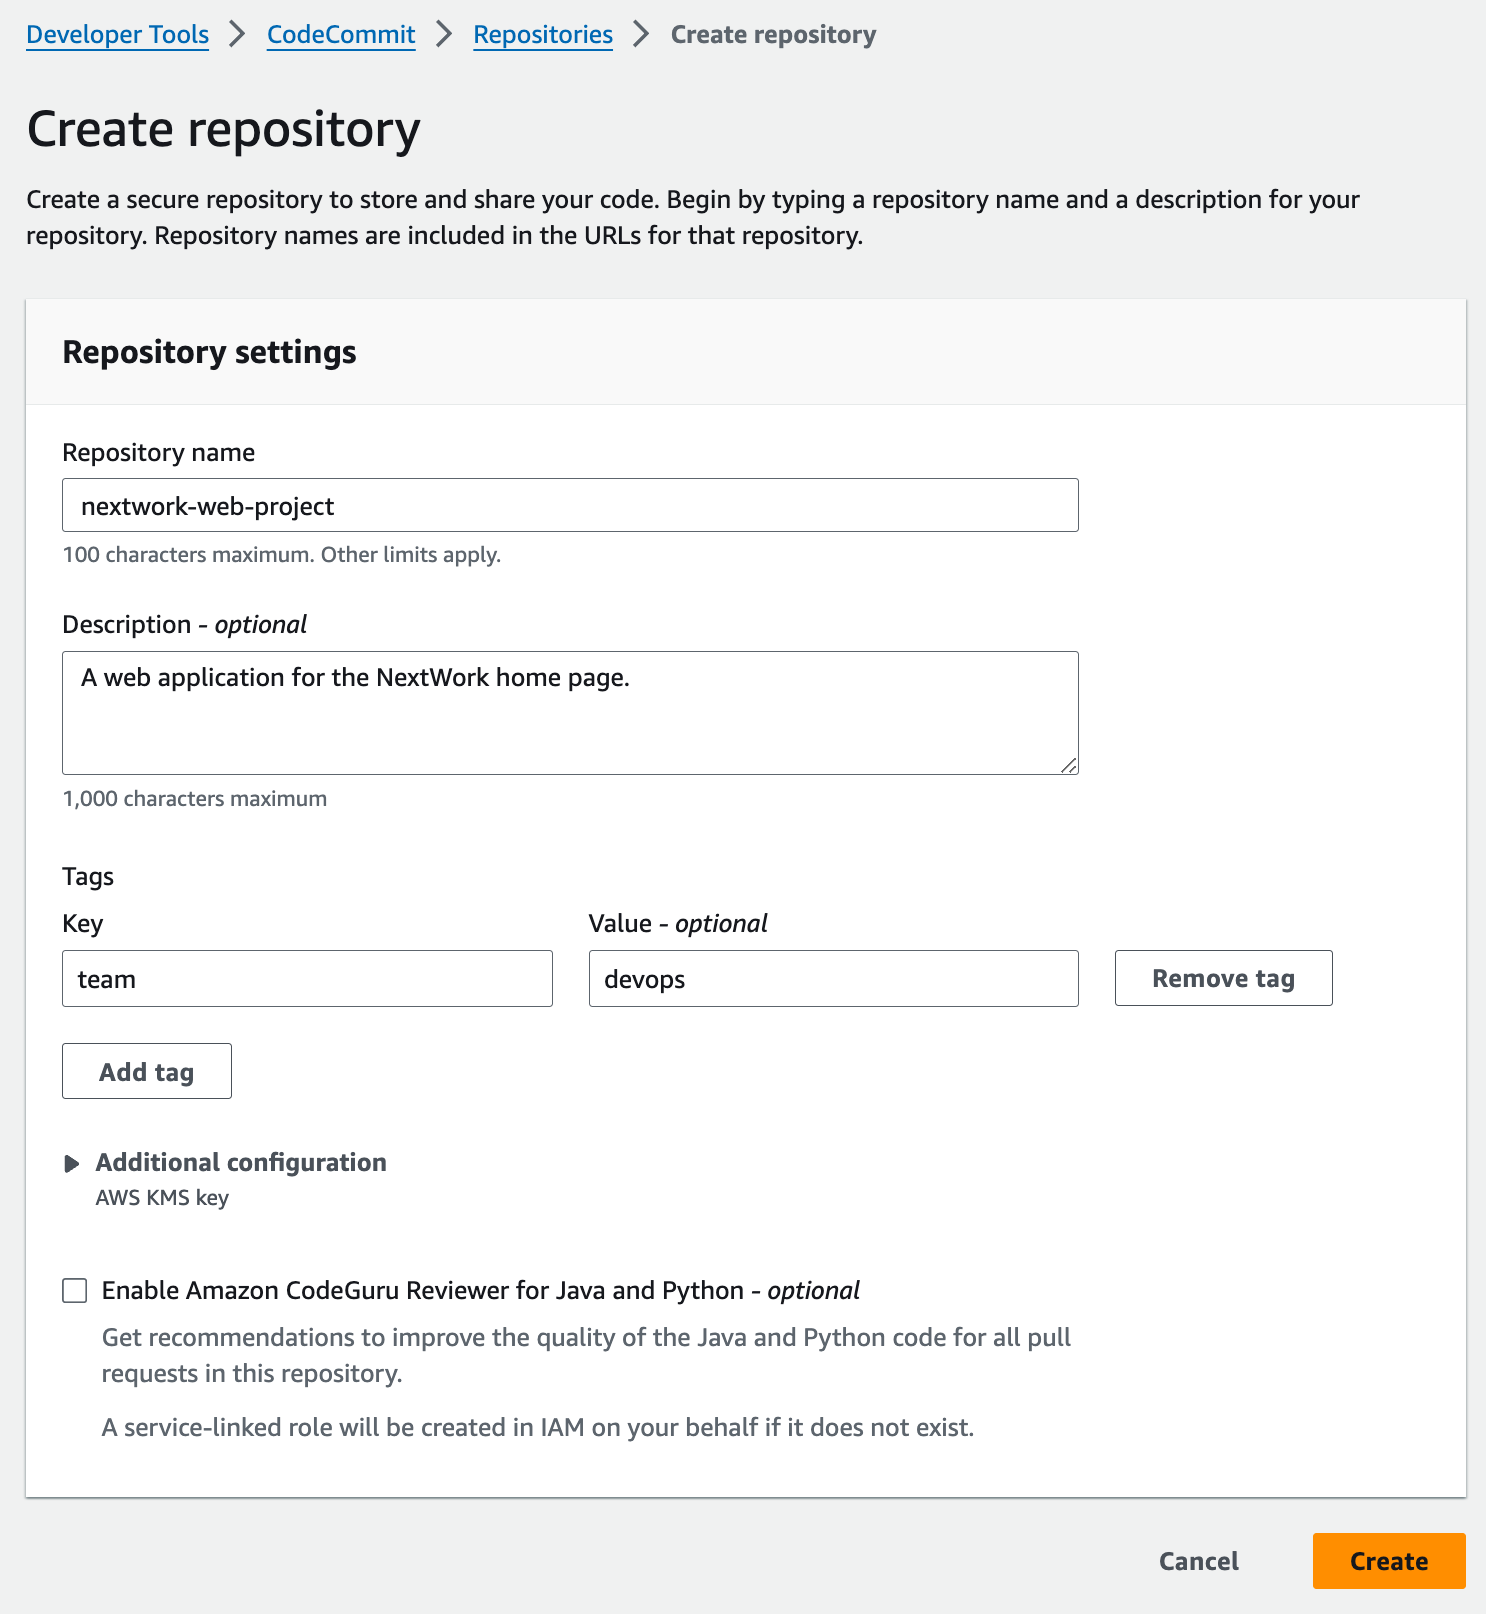 Developer Tools > CodeCommit > Repositories > Create repository
Create repository
Create a secure repository to store and share your code. Begin by typing a repository name and a description for your
repository. Repository names are included in the URLs for that repository.
Repository settings
Repository name
nextwork-web-project
100 characters maximum. Other limits apply.
Description - optional
A web application for the NextWork home page.
1,000 characters maximum
Tags
Key
Value - optional
team
devops
Remove tag
Add tag
Additional configuration
AWS KMS key
Enable Amazon CodeGuru Reviewer for Java and Python - optional
Get recommendations to improve the quality of the Java and Python code for all pull
requests in this repository.
A service-linked role will be created in IAM on your behalf if it does not exist.
Cancel
Create